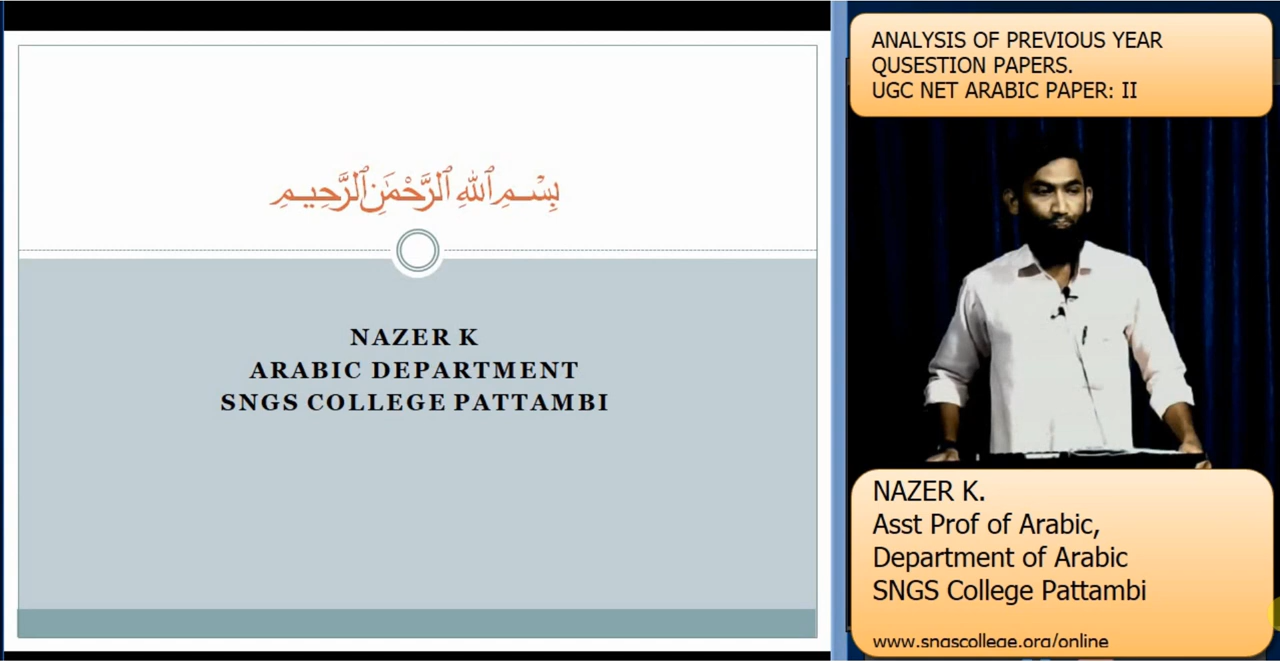 بِسْمِ ٱللَّهِ ٱلرَّحْمَٰنِ ٱلرَّحِيمِ
NAZER K
ARABIC DEPARTMENT
SNGS COLLEGE PATTAMBI
ANALYSIS OF PREVIOUS YEAR
QUSESTION PAPERS.
UGC NET ARABIC PAPER: II
NAZER K.
Asst Prof of Arabic,
Department of Arabic
SNGS College Pattambi
www.sngscollege.org/online